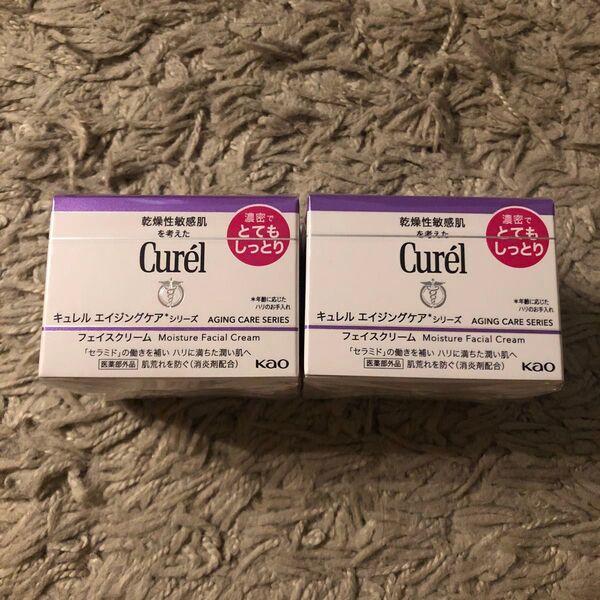 乾燥性敏感肌
を考えた
Curél
濃密で
とても
しっとり
*年齢に応じた
ハリのお手入れ
キュレル エイジングケア*シリーズ AGING CARE SERIES
フェイスクリーム Moisture Facial Cream
「セラミド」の働きを補い ハリに満ちた潤い肌へ
医薬部外品 肌荒れを防ぐ(消炎剤配合)
Kao
乾燥性敏感肌
を考えた
Curél
濃密で
とても
しっとり
*年齢に応じた
ハリのお手入れ
キュレル エイジングケア*シリーズ AGING CARE SERIES
フェイスクリーム Moisture Facial Cream
「セラミド」の働きを補い ハリに満ちた潤い肌へ
医薬部外品 肌荒れを防ぐ(消炎剤配合)
Kao